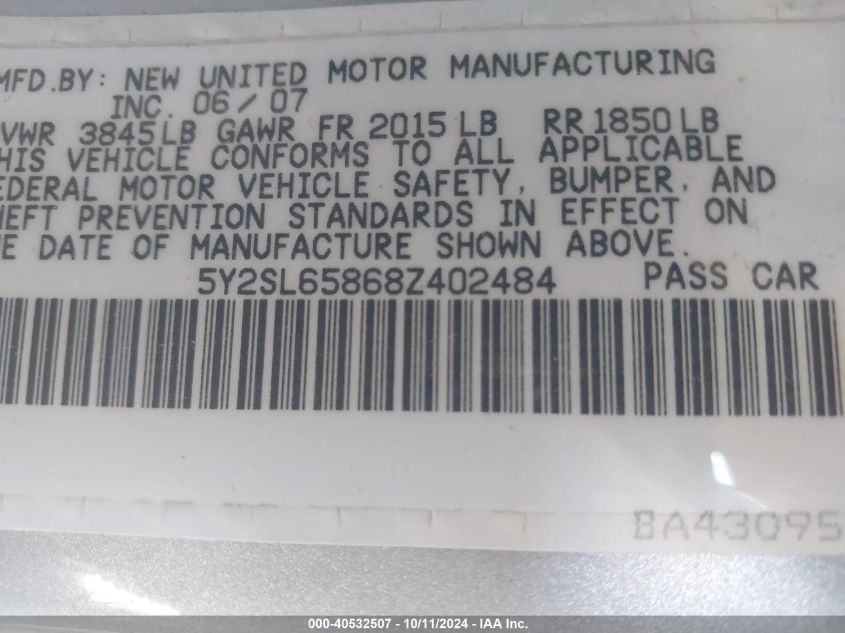 MFD.BY: NEW UNITED MOTOR MANUFACTURING
INC. 06/07
VWR 3845LB GAWR FR 2015 LB RR 1850 LB
HIS VEHICLE CONFORMS TO ALL APPLICABLE
EDERAL MOTOR VEHICLE SAFETY, BUMPER, AND
HEFT PREVENTION STANDARDS IN EFFECT ON
HE DATE OF MANUFACTURE SHOWN ABOVE.
5Y2SL65868Z402484 PASS CAR
BA43095
000-40532507 - 10/11/2024 - IAA Inc.